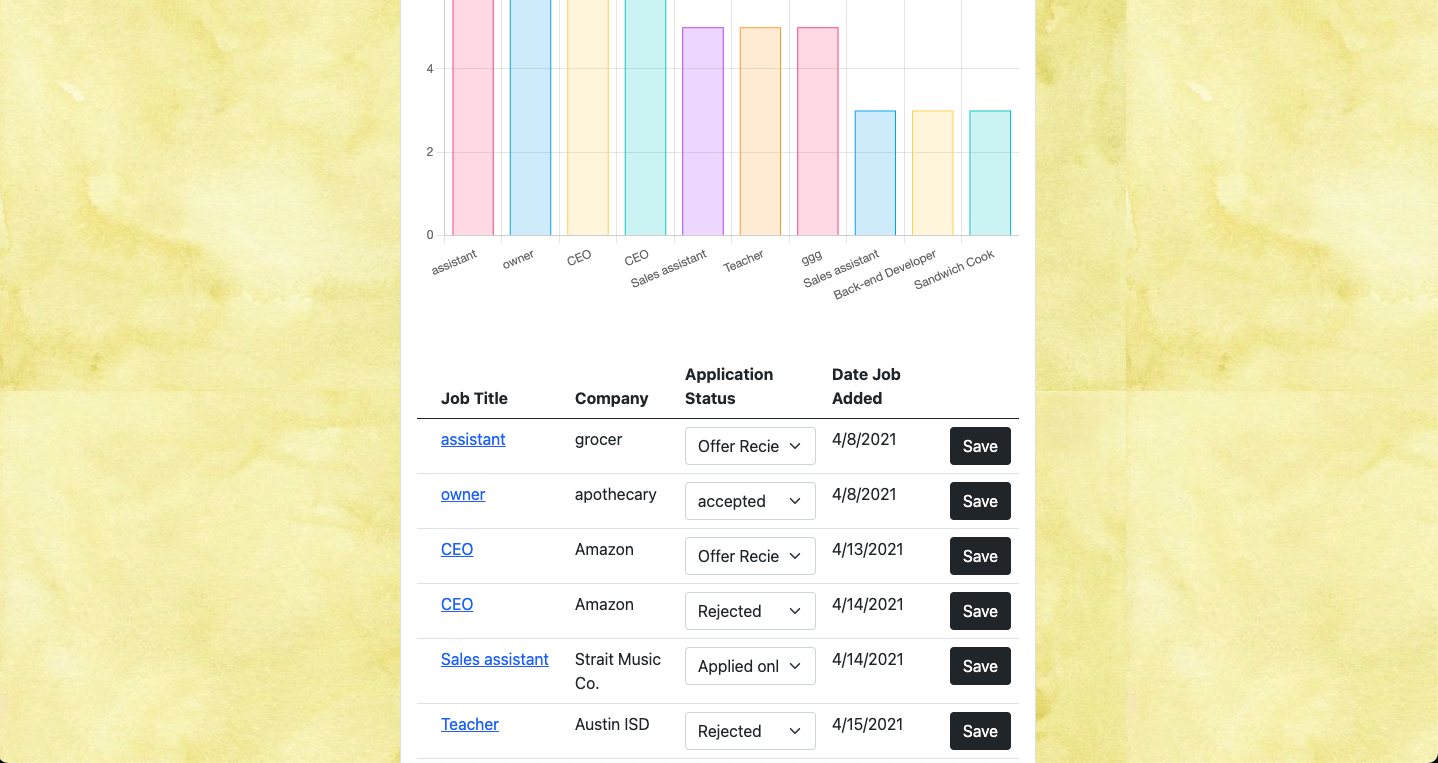 4
2
0
assistant
owner
CEO
CEO
Sales assistant
Teacher
ggg
Sales assistant
Back-end Developer
Sandwich Cook
Job Title Company Application Status Date Job Added
assistant grocer Offer Recie 4/8/2021 Save
owner apothecary accepted 4/8/2021 Save
CEO Amazon Offer Recie 4/13/2021 Save
CEO Amazon Rejected 4/14/2021 Save
Sales assistant Strait Music Co. Applied onl 4/14/2021 Save
Teacher Austin ISD Rejected 4/15/2021 Save